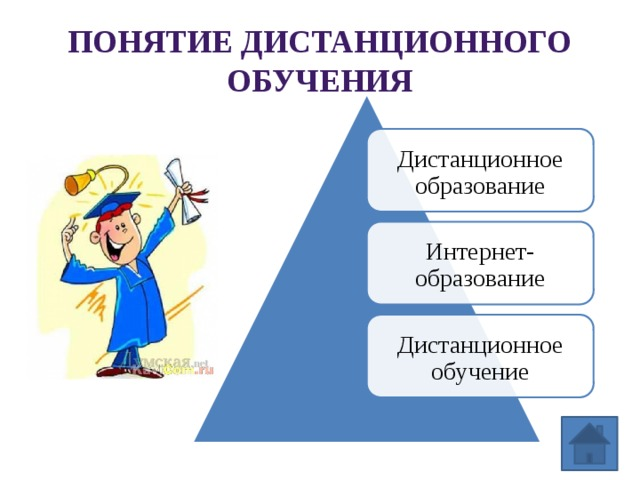 ПОНЯТИЕ ДИСТАНЦИОННОГО
ОБУЧЕНИЯ
Дистанционное
образование
Интернет-
образование
Дистанционное
обучение